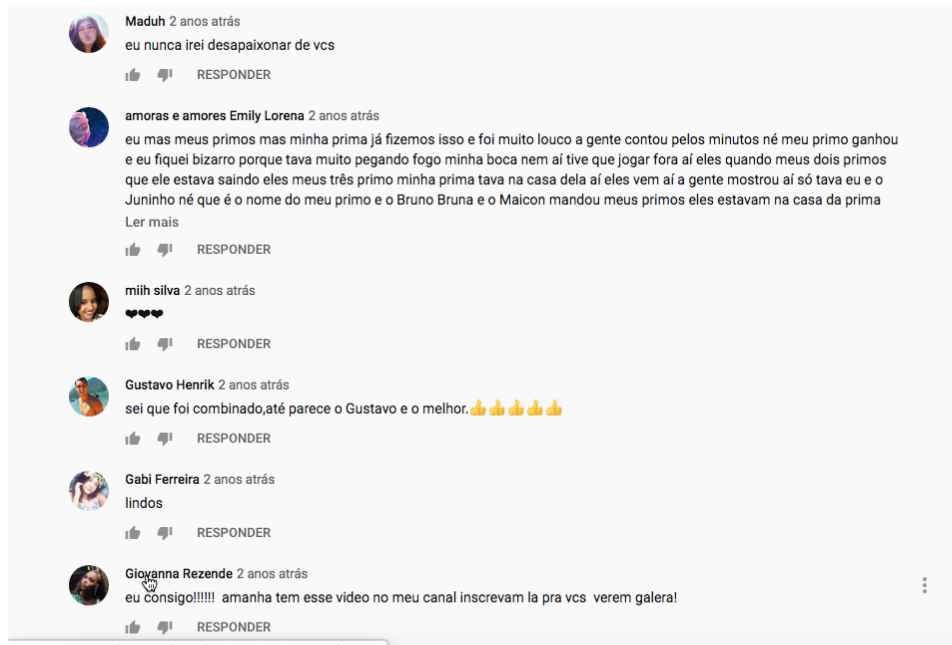 Maduh 2 anos atrás
eu nunca irei desapaixonar de vcs
RESPONDER
amoras e amores Emily Lorena 2 anos atrás
eu mas meus primos mas minha prima já fizemos isso e foi muito louco a gente contou pelos minutos né meu primo ganhou
e eu fiquei bizarro porque tava muito pegando fogo minha boca nem aí tive que jogar fora aí eles quando meus dois primos
que ele estava saindo eles meus três primo minha prima tava na casa dela aí eles vem aí a gente mostrou aí só tava eu e o
Juninho né que é o nome do meu primo e o Bruno Bruna e o Maicon mandou meus primos eles estavam na casa da prima
Ler mais
RESPONDER
miih silva 2 anos atrás
❤❤❤
RESPONDER
Gustavo Henrik 2 anos atrás
sei que foi combinado,até parece o Gustavo e o melhor.👍👍👍👍👍
RESPONDER
Gabi Ferreira 2 anos atrás
lindos
RESPONDER
Giovanna Rezende 2 anos atrás
eu consigo!!!!!! amanha tem esse video no meu canal inscrevam la pra vcs verem galera!
RESPONDER